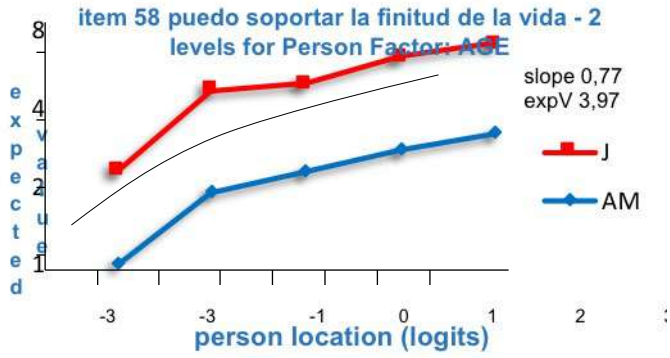 item 58 puedo soportar la finitud de la vida - 2
levels for Person Factor: AGE
slope 0,77
expV 3,97
expected
value
8
4
2
1
J
AM
-3 -3 -1 0 1 2 3
person location (logits)